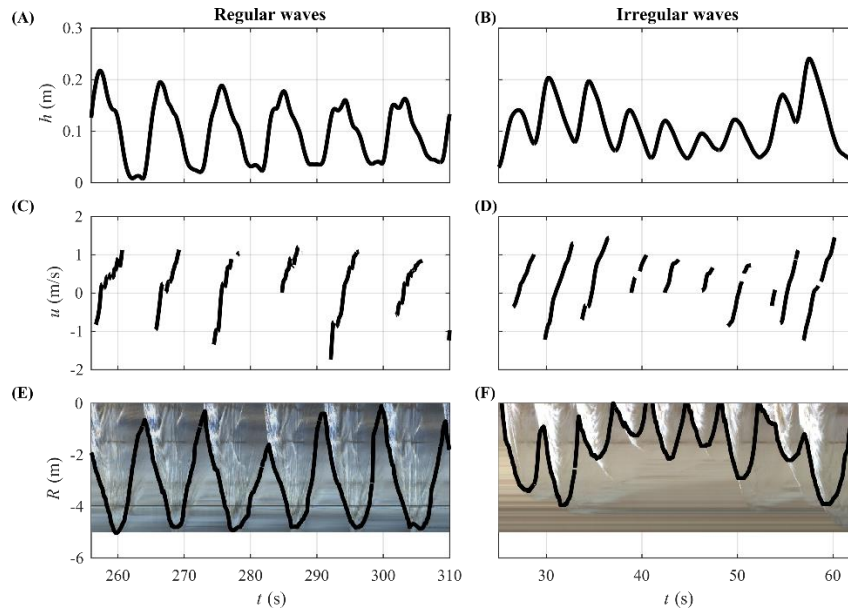 (A) Regular waves (B) Irregular waves
0.3
0.2
0.1
0
h (m)
(C) (D)
2
1
0
-1
-2
u (m/s)
(E) (F)
0
-2
-4
-6
R (m)
260 270 280 290 300 310 30 40 50 60
t (s) t (s)